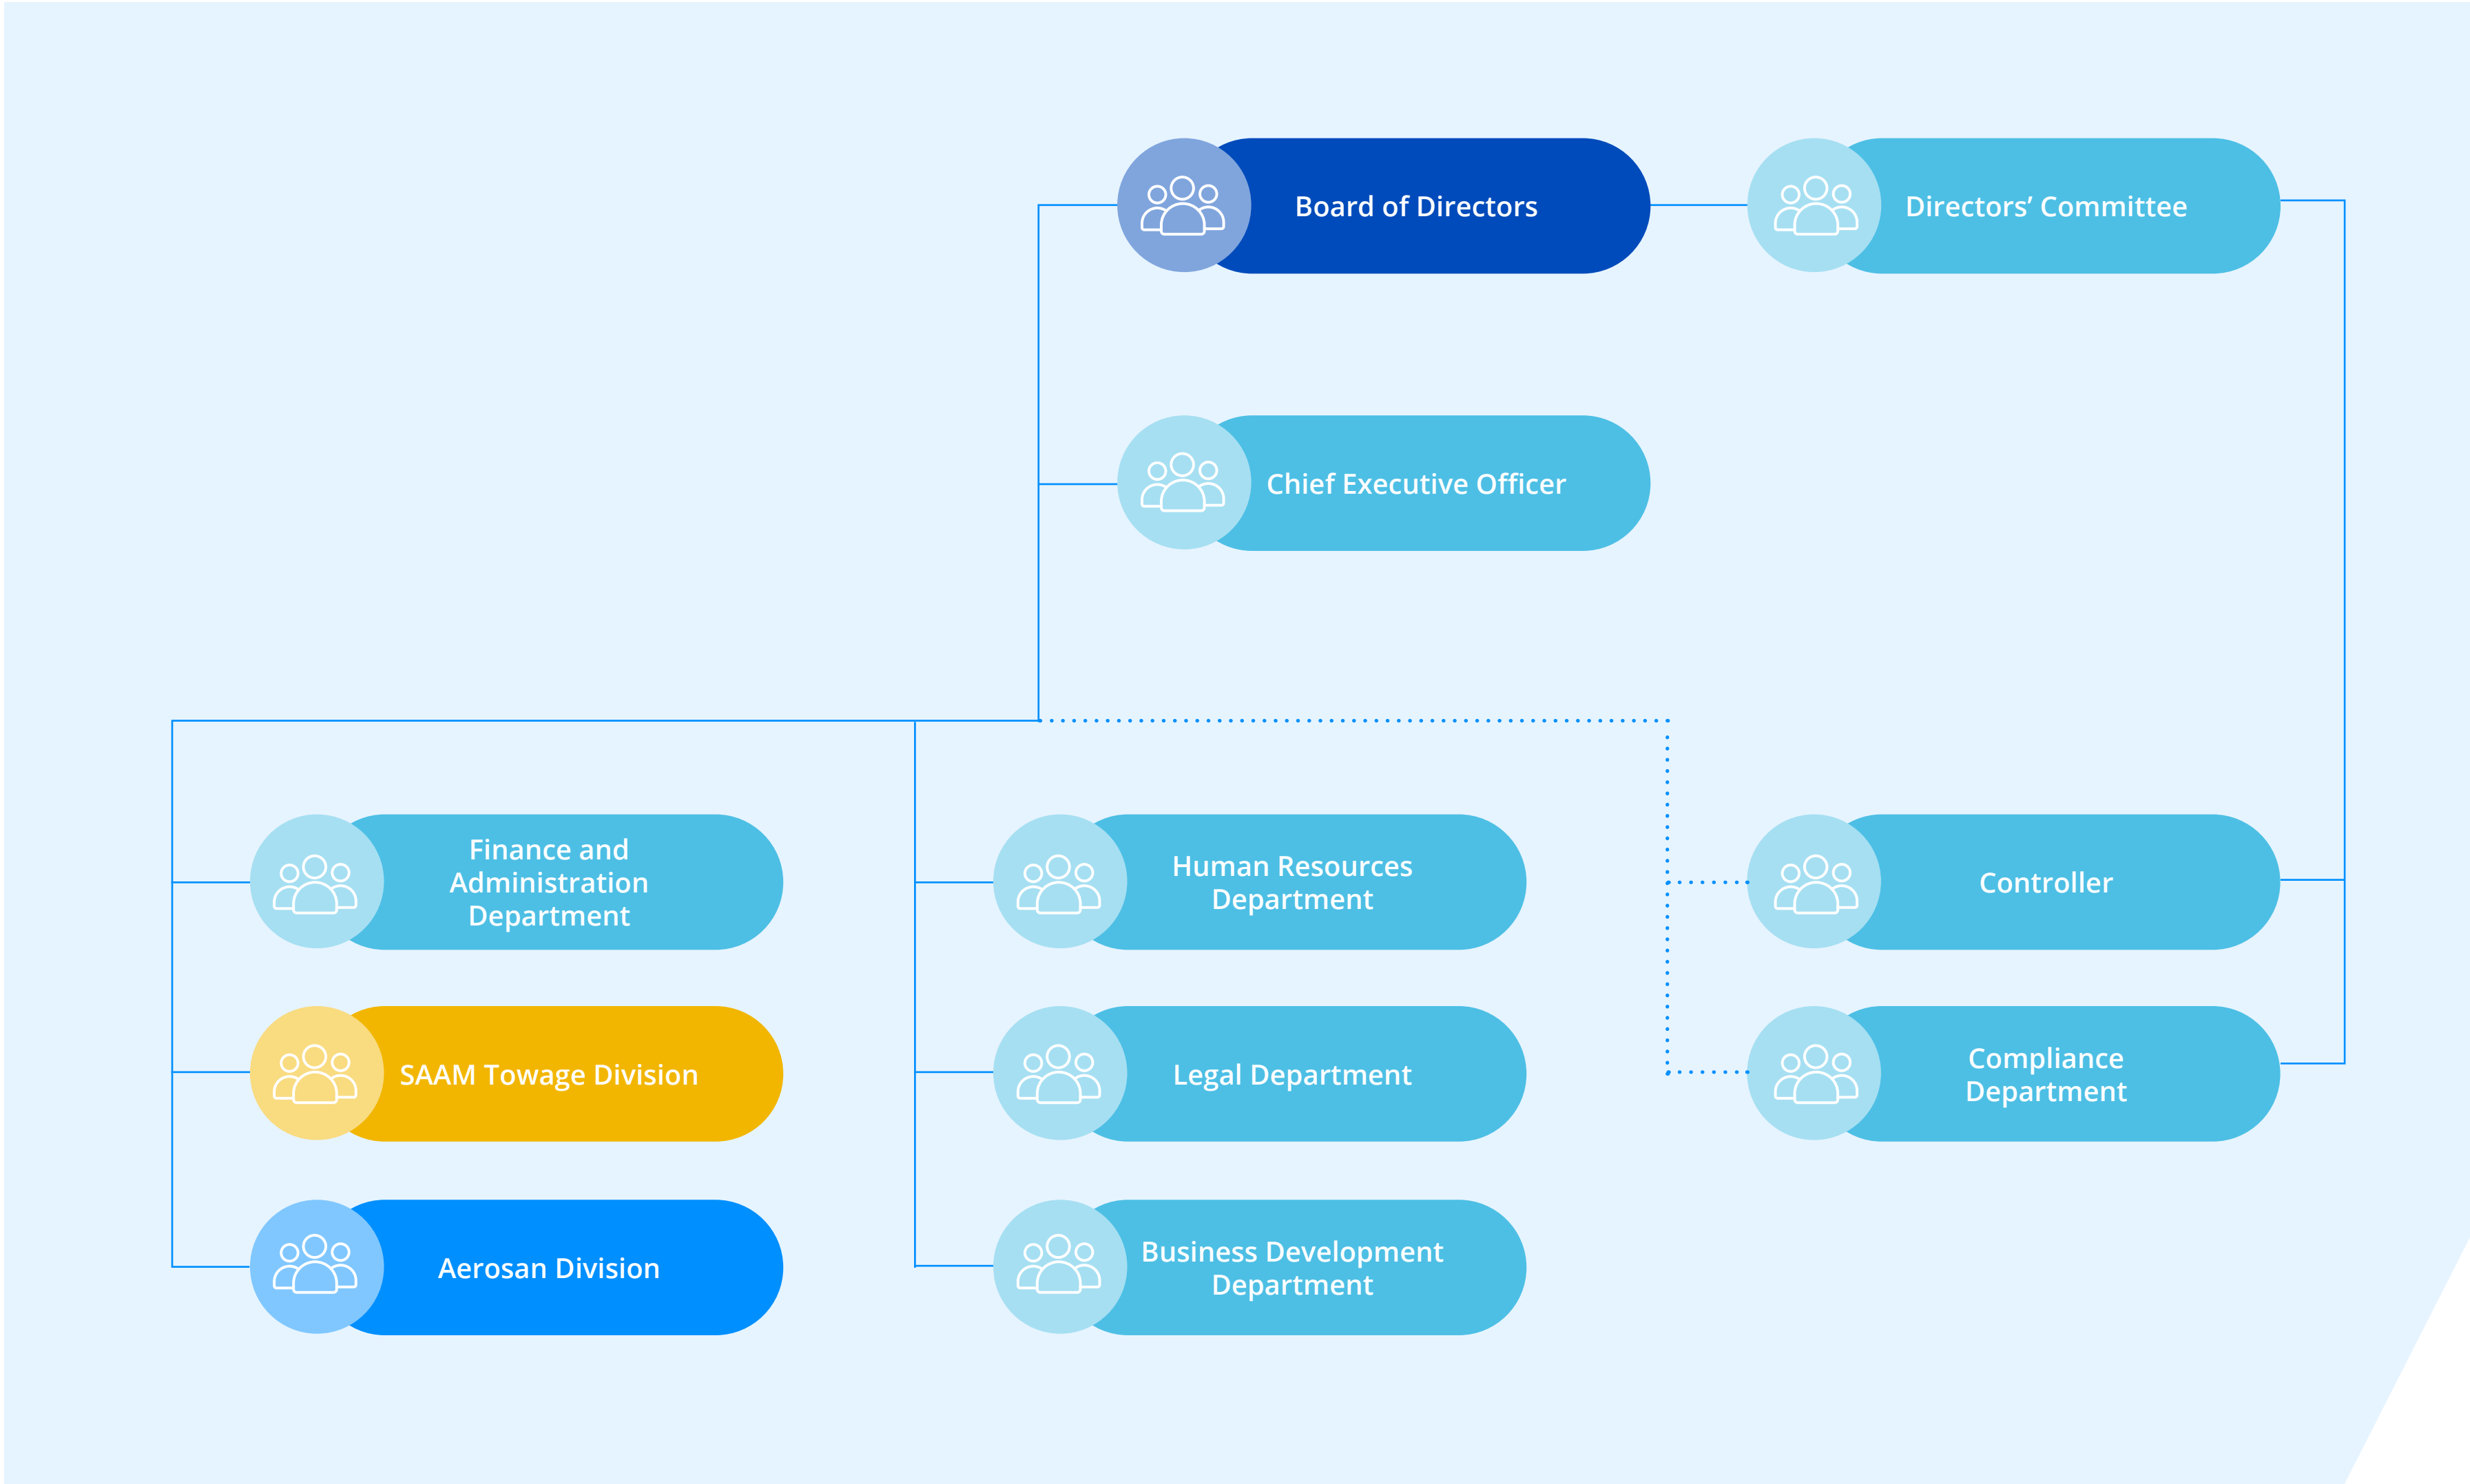 Board of Directors
Directors’ Committee
Chief Executive Officer
Finance and
Administration
Department
Human Resources
Department
Controller
SAAM Towage Division
Legal Department
Compliance
Department
Aerosan Division
Business Development
Department